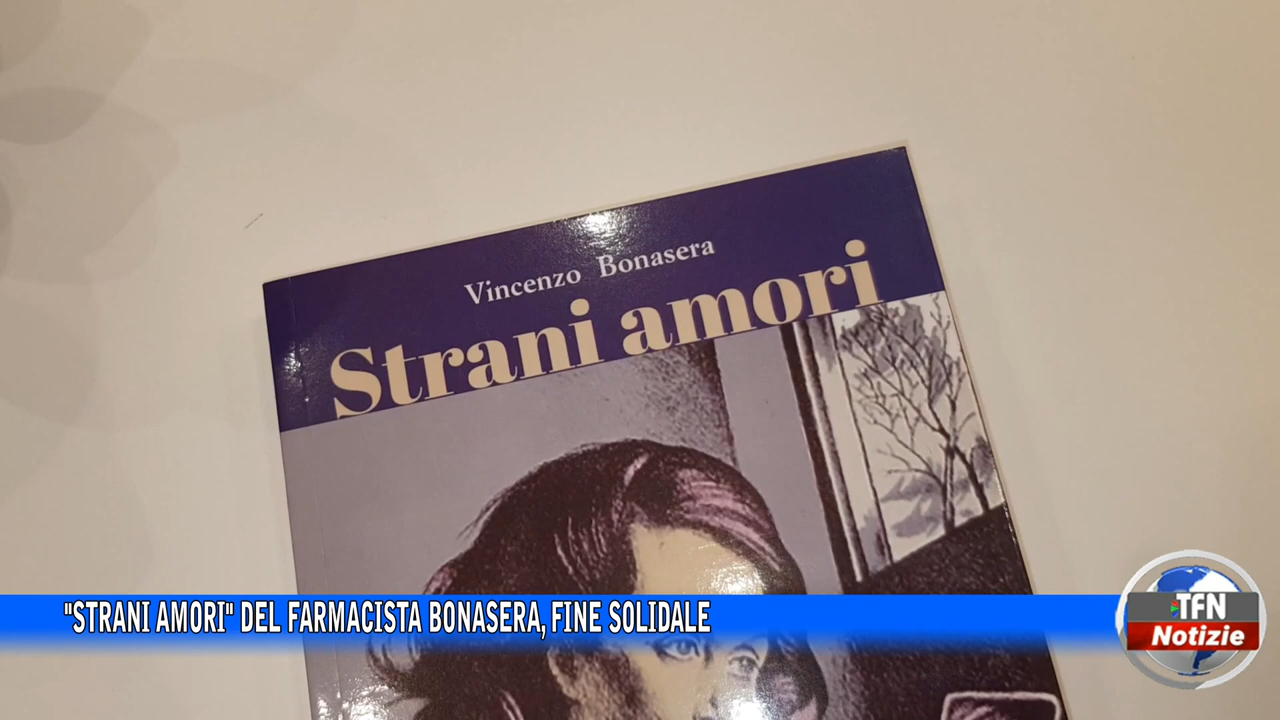 Vincenzo Bonasera
Strani amori
"STRANI AMORI" DEL FARMACISTA BONASERA, FINE SOLIDALE
TFN
Notizie